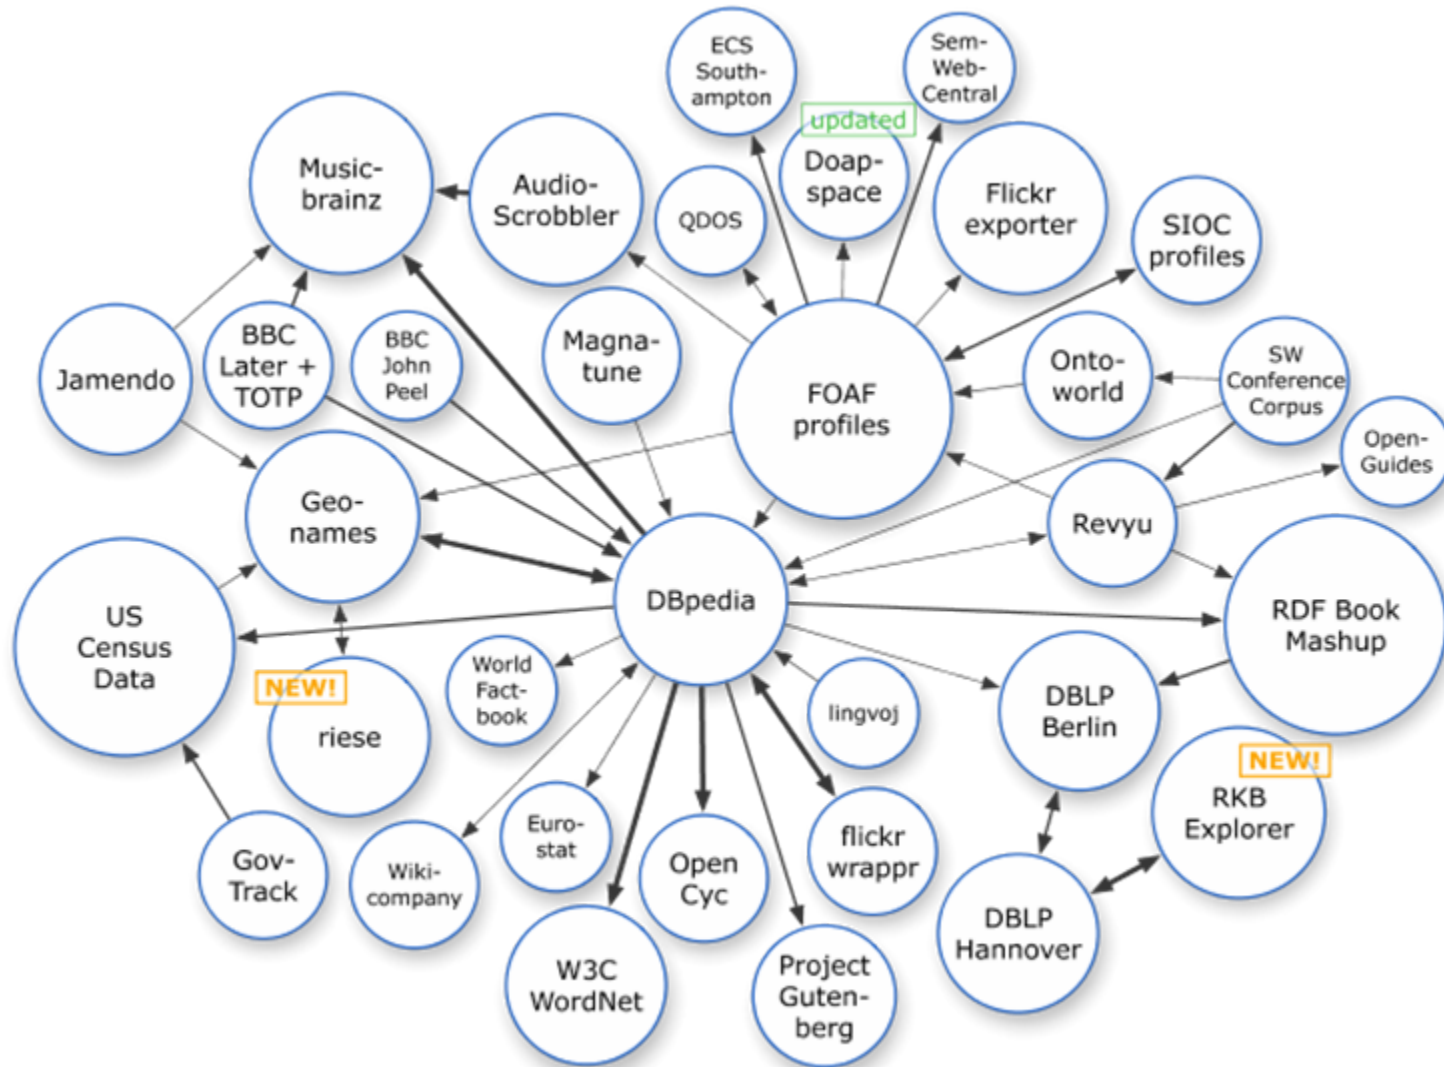 ECS
South-
ampton
Sem-
Web-
Central
updated
Doap-
space
Music-
brainz
Audio-
Scrobbler
QDOS
Flickr
exporter
SIOC
profiles
Jamendo
BBC
Later +
TOTP
BBC
John
Peel
Magna-
tune
FOAF
profiles
Onto-
world
SW
Conference
Corpus
Open-
Guides
Geo-
names
Revyu
US
Census
Data
DBpedia
RDF Book
Mashup
NEW!
riese
World
Fact-
book
lingvoj
DBLP
Berlin
NEW!
RKB
Explorer
Gov-
Track
Wiki-
company
Euro-
stat
Open
Cyc
flickr
wrappr
DBLP
Hannover
W3C
WordNet
Project
Guten-
berg